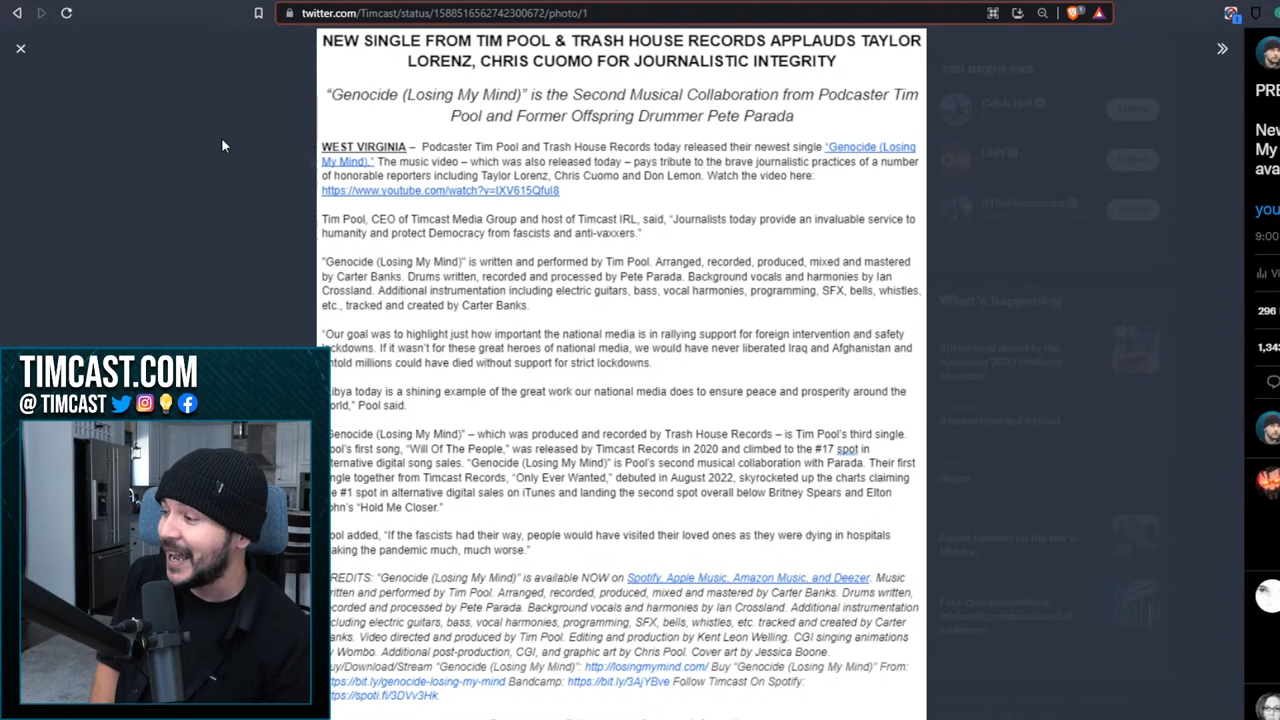 twitter.com/Timcast/status/1588516562742300672/photo/1
NEW SINGLE FROM TIM POOL & TRASH HOUSE RECORDS APPLAUDS TAYLOR
LORENZ, CHRIS CUOMO FOR JOURNALISTIC INTEGRITY
“Genocide (Losing My Mind)” is the Second Musical Collaboration from Podcaster Tim
Pool and Former Offspring Drummer Pete Parada
WEST VIRGINIA – Podcaster Tim Pool and Trash House Records today released their newest single “Genocide (Losing
My Mind).” The music video – which was also released today – pays tribute to the brave journalistic practices of a number
of honorable reporters including Taylor Lorenz, Chris Cuomo and Don Lemon. Watch the video here:
https://www.youtube.com/watch?v=IXV615Qful8
Tim Pool, CEO of Timcast Media Group and host of Timcast IRL, said, “Journalists today provide an invaluable service to
humanity and protect Democracy from fascists and anti-vaxxers.”
“Genocide (Losing My Mind)” is written and performed by Tim Pool. Arranged, recorded, produced, mixed and mastered
by Carter Banks. Drums written, recorded and processed by Pete Parada. Background vocals and harmonies by Ian
Crossland. Additional instrumentation including electric guitars, bass, vocal harmonies, programming, SFX, bells, whistles,
etc., tracked and created by Carter Banks.
“Our goal was to highlight just how important the national media is in rallying support for foreign intervention and safety
lockdowns. If it wasn’t for these great heroes of national media, we would have never liberated Iraq and Afghanistan and
ntold millions could have died without support for strict lockdowns.
ibya today is a shining example of the great work our national media does to ensure peace and prosperity around the
orld,” Pool said.
Genocide (Losing My Mind)” – which was produced and recorded by Trash House Records – is Tim Pool’s third single.
ool’s first song, “Will Of The People,” was released by Timcast Records in 2020 and climbed to the #17 spot in
ternative digital song sales. “Genocide (Losing My Mind)” is Pool’s second musical collaboration with Parada. Their first
ngle together from Timcast Records, “Only Ever Wanted,” debuted in August 2022, skyrocketed up the charts claiming
e #1 spot in alternative digital sales on iTunes and landing the second spot overall below Britney Spears and Elton
ohn’s “Hold Me Closer.”
ool added, “If the fascists had their way, people would have visited their loved ones as they were dying in hospitals
aking the pandemic much, much worse.”
REDITS: “Genocide (Losing My Mind)” is available NOW on Spotify, Apple Music, Amazon Music, and Deezer. Music
ritten and performed by Tim Pool. Arranged, recorded, produced, mixed and mastered by Carter Banks. Drums written,
ecorded and processed by Pete Parada. Background vocals and harmonies by Ian Crossland. Additional instrumentation
cluding electric guitars, bass, vocal harmonies, programming, SFX, bells, whistles, etc. tracked and created by Carter
anks. Video directed and produced by Tim Pool. Editing and production by Kent Leon Welling. CGI singing animations
y Wombo. Additional post-production, CGI, and graphic art by Chris Pool. Cover art by Jessica Boone.
uy/Download/Stream “Genocide (Losing My Mind)”: http://losingmymind.com/ Buy “Genocide (Losing My Mind)” From:
ttps://bit.ly/genocide-losing-my-mind Bandcamp: https://bit.ly/3AjYBve Follow Timcast On Spotify:
ttps://spoti.fi/3DVv3Hk.
TIMCAST.COM
@ TIMCAST
You might like
CNN
What's happening
PRE
New
My
ava
you
9:00
296
1,343